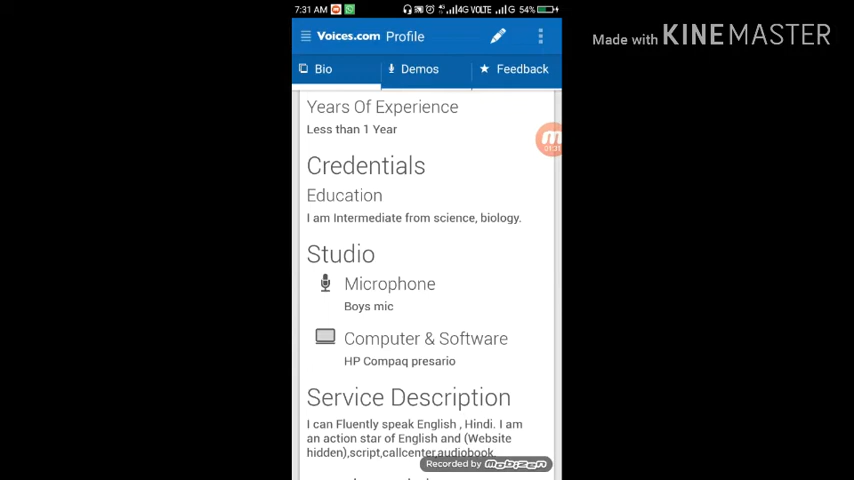 7:31 AM 4G VOLTE G 54%
Made with KINEMASTER
Voices.com Profile
Bio Demos Feedback
Years Of Experience
Less than 1 Year
01:31
Credentials
Education
I am Intermediate from science, biology.
Studio
Microphone
Boys mic
Computer & Software
HP Compaq presario
Service Description
I can Fluently speak English , Hindi. I am
an action star of English and (Website
hidden),script,callcenter,audiobook.
Recorded by mobizen